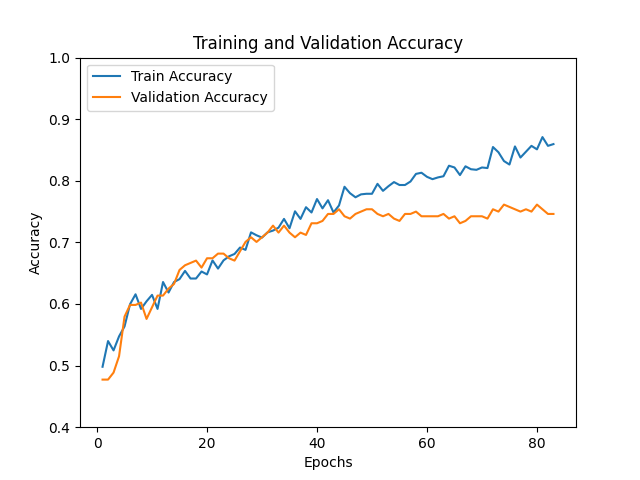 Training and Validation Accuracy
Train Accuracy
Validation Accuracy
1.0
0.9
0.8
0.7
0.6
0.5
0.4
Accuracy
0 20 40 60 80
Epochs